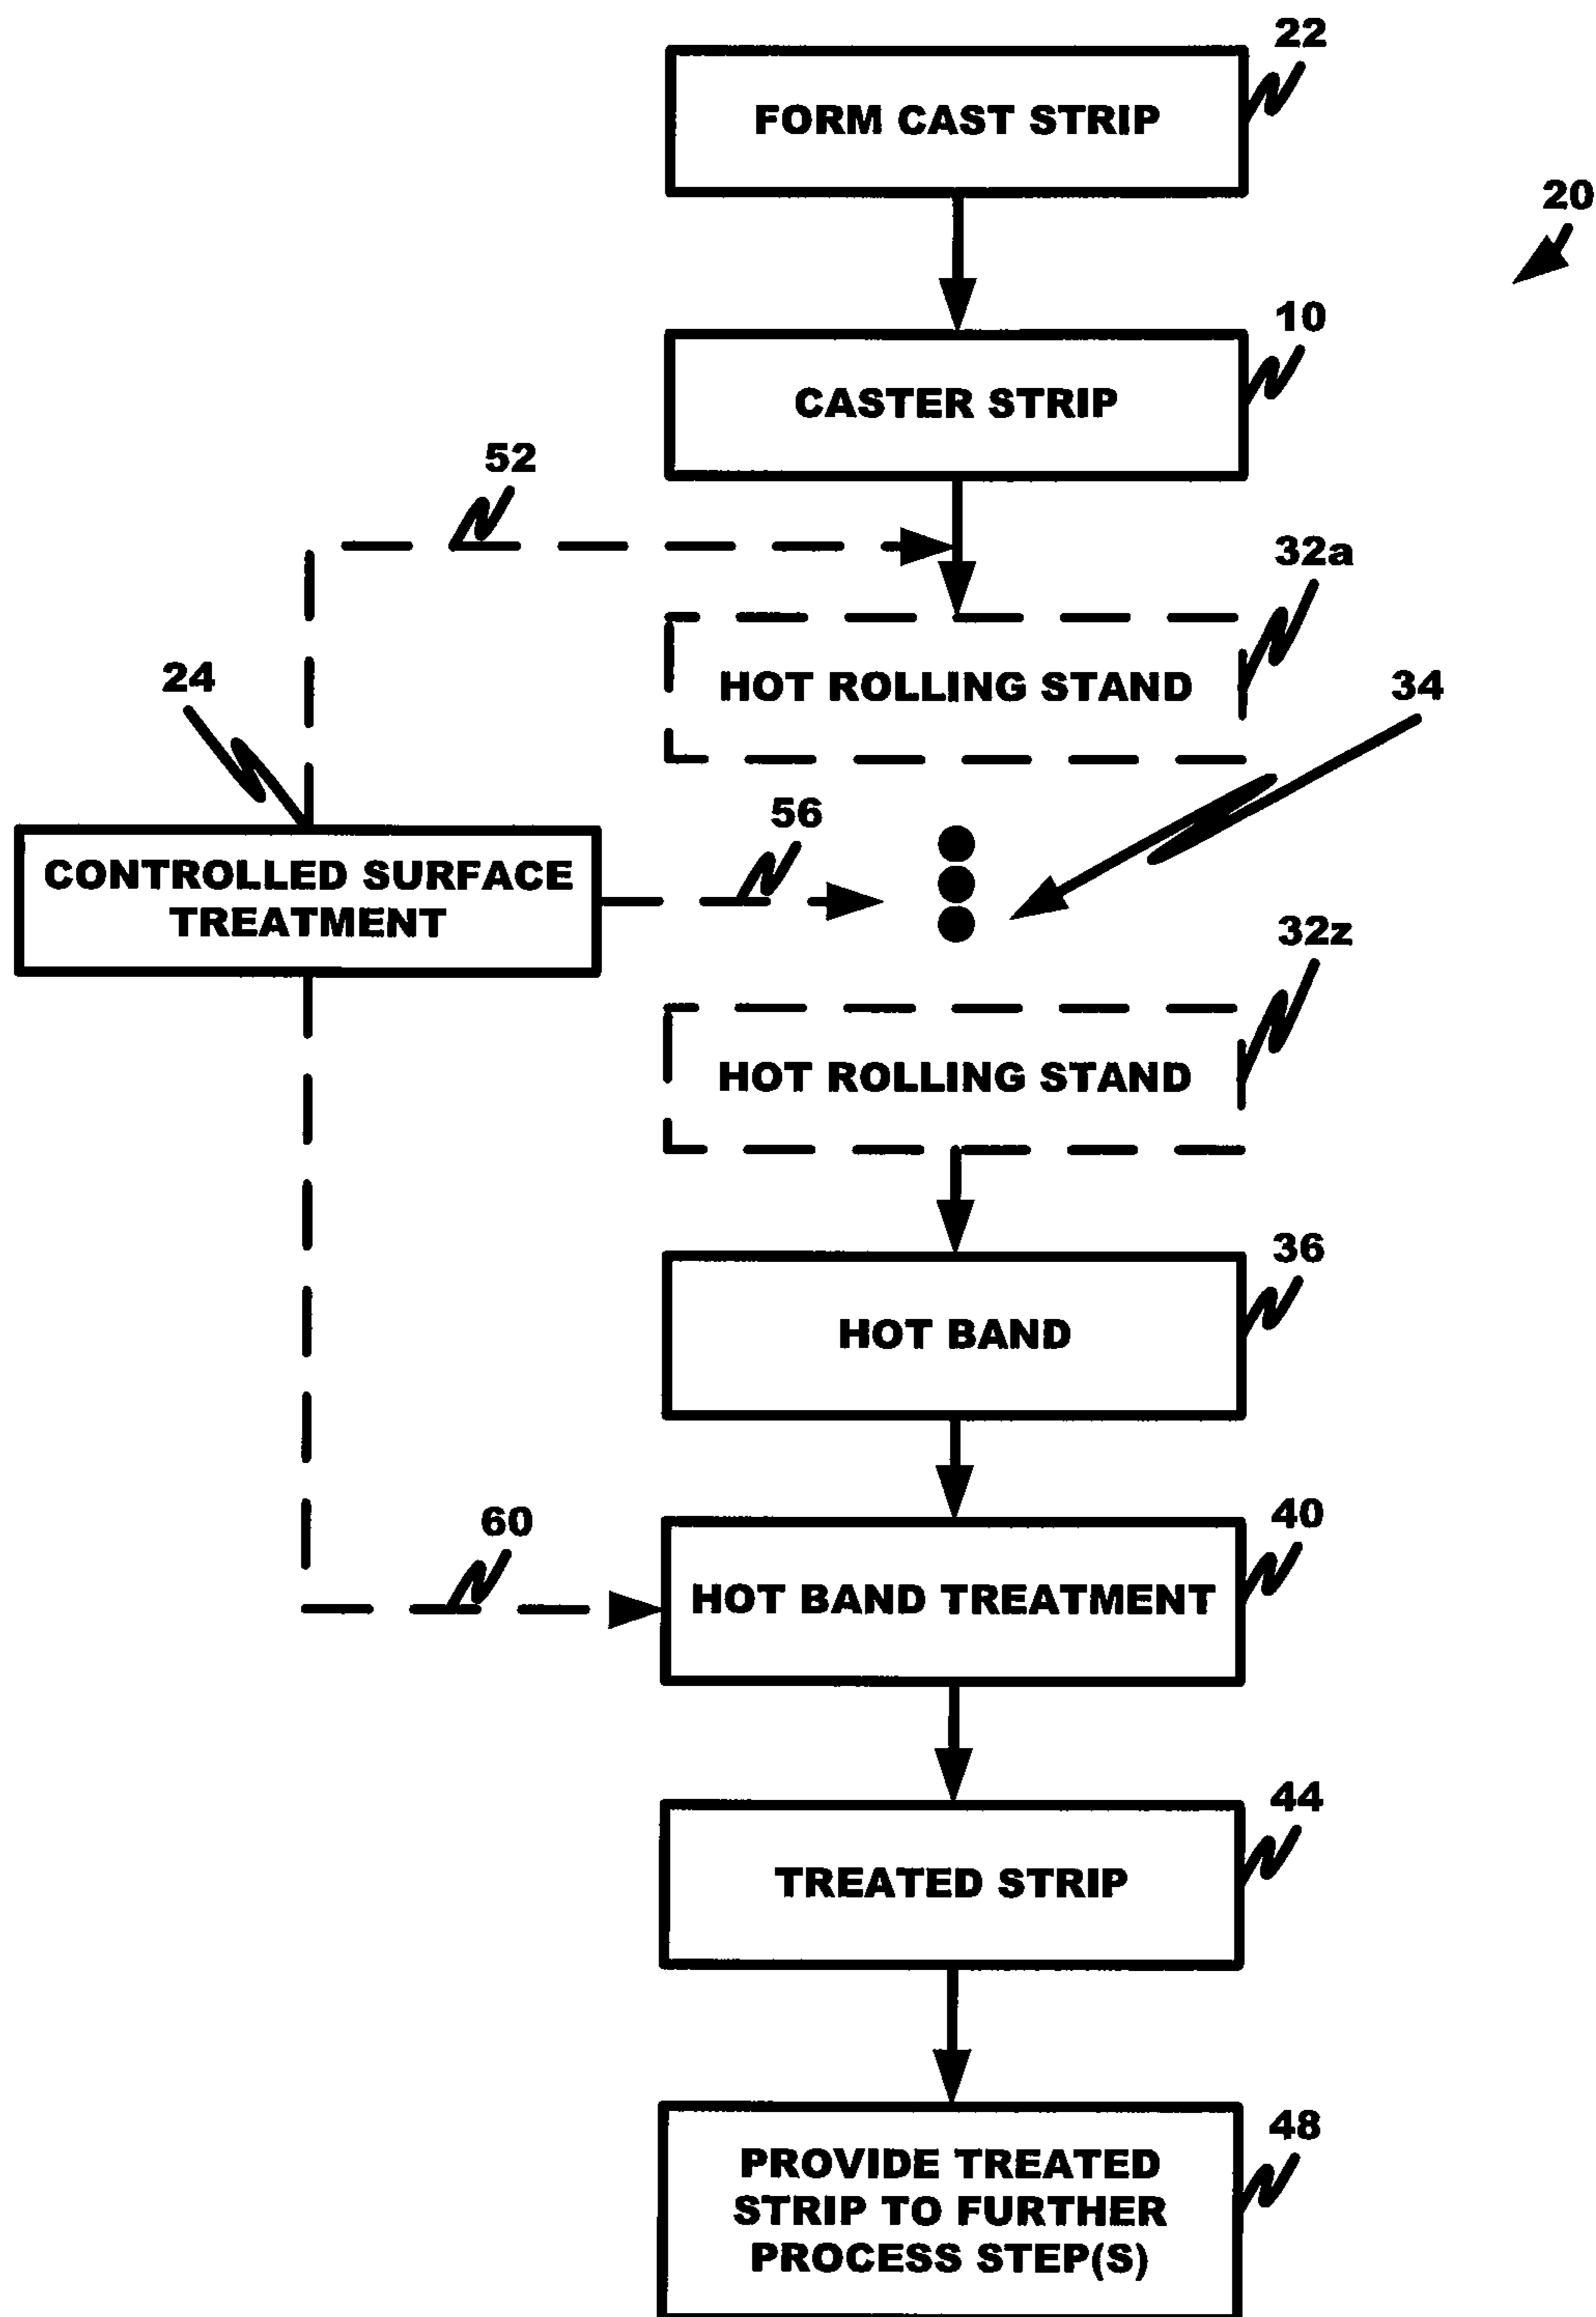 22
FORM CAST STRIP
20
10
CASTER STRIP
52
32a
HOT ROLLING STAND
24
34
56
CONTROLLED SURFACE
TREATMENT
32z
HOT ROLLING STAND
36
HOT BAND
60
40
HOT BAND TREATMENT
44
TREATED STRIP
48
PROVIDE TREATED
STRIP TO FURTHER
PROCESS STEP(S)